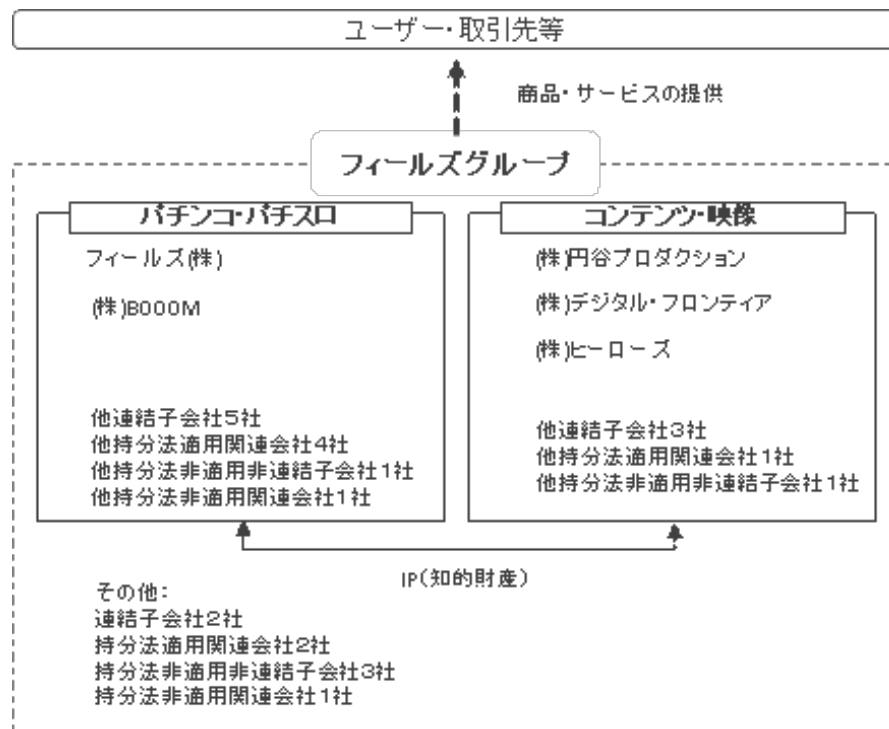 ユーザー・取引先等
商品・サービスの提供
フィールズグループ
パチンコ・パチスロ
フィールズ(株)
(株)BOOOM
他連結子会社5社
他持分法適用関連会社4社
他持分法非適用非連結子会社1社
他持分法非適用関連会社1社
コンテンツ・映像
(株)円谷プロダクション
(株)デジタル・フロンティア
(株)ヒーローズ
他連結子会社3社
他持分法適用関連会社1社
他持分法非適用非連結子会社1社
IP(知的財産)
その他:
連結子会社2社
持分法適用関連会社2社
持分法非適用非連結子会社3社
持分法非適用関連会社1社